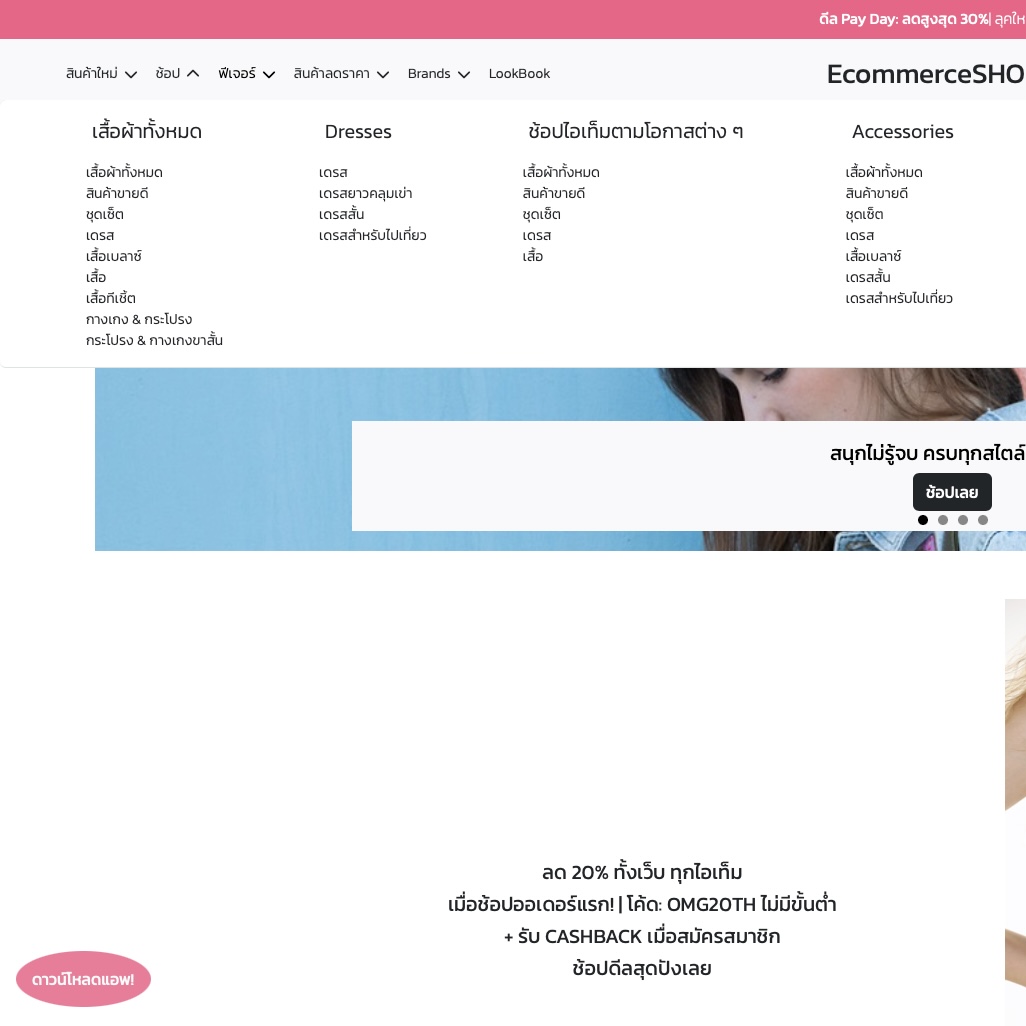 ดีล Pay Day: ลดสูงสุด 30%| ลุคให
สินค้าใหม่ ช้อป ฟีเจอร์ สินค้าลดราคา Brands LookBook
EcommerceSHO
เสื้อผ้าทั้งหมด
เสื้อผ้าทั้งหมด
สินค้าขายดี
ชุดเซ็ต
เดรส
เสื้อเบลาซ์
เสื้อ
เสื้อทีเชิ้ต
กางเกง & กระโปรง
กระโปรง & กางเกงขาสั้น
Dresses
เดรส
เดรสยาวคลุมเข่า
เดรสสั้น
เดรสสำหรับไปเที่ยว
ช้อปไอเท็มตามโอกาสต่าง ๆ
เสื้อผ้าทั้งหมด
สินค้าขายดี
ชุดเซ็ต
เดรส
เสื้อ
Accessories
เสื้อผ้าทั้งหมด
สินค้าขายดี
ชุดเซ็ต
เดรส
เสื้อเบลาซ์
เดรสสั้น
เดรสสำหรับไปเที่ยว
สนุกไม่รู้จบ ครบทุกสไตล์
ช้อปเลย
ลด 20% ทั้งเว็บ ทุกไอเท็ม
เมื่อช้อปออเดอร์แรก! | โค้ด: OMG20TH ไม่มีขั้นต่ำ
+ รับ CASHBACK เมื่อสมัครสมาชิก
ช้อปดีลสุดปังเลย
ดาวน์โหลดแอพ!